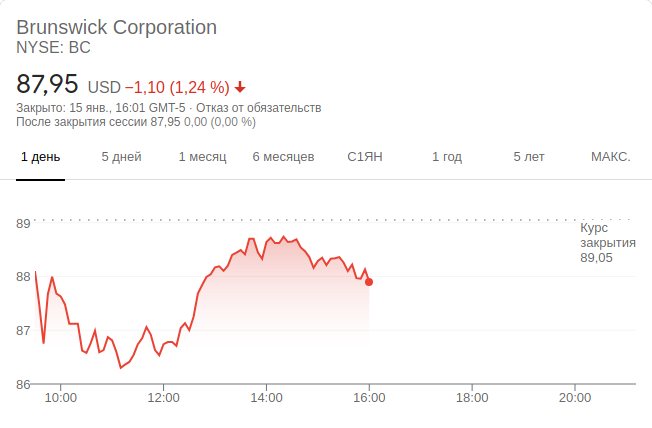 Brunswick Corporation
NYSE: BC
87,95 USD −1,10 (1,24 %)
Закрыто: 15 янв., 16:01 GMT-5 · Отказ от обязательств
После закрытия сессии 87,95 0,00 (0,00 %)
1 день 5 дней 1 месяц 6 месяцев С1ЯН 1 год 5 лет МАКС.
89
Курс
закрытия
89,05
88
87
86
10:00 12:00 14:00 16:00 18:00 20:00